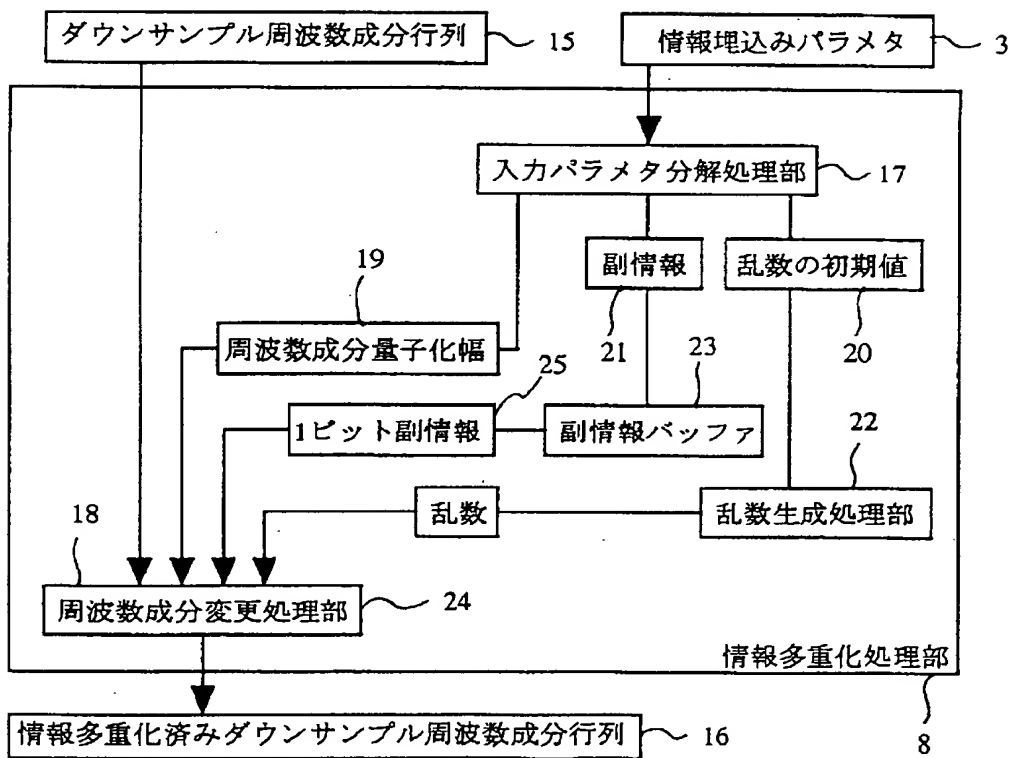 ダウンサンプル周波数成分行列
15
情報埋込みパラメタ
3
入力パラメタ分解処理部
17
19
副情報
乱数の初期値
周波数成分量子化幅
21
23
20
25
1ビット副情報
副情報バッファ
22
18
乱数
乱数生成処理部
周波数成分変更処理部
24
情報多重化処理部
情報多重化済みダウンサンプル周波数成分行列
16
8